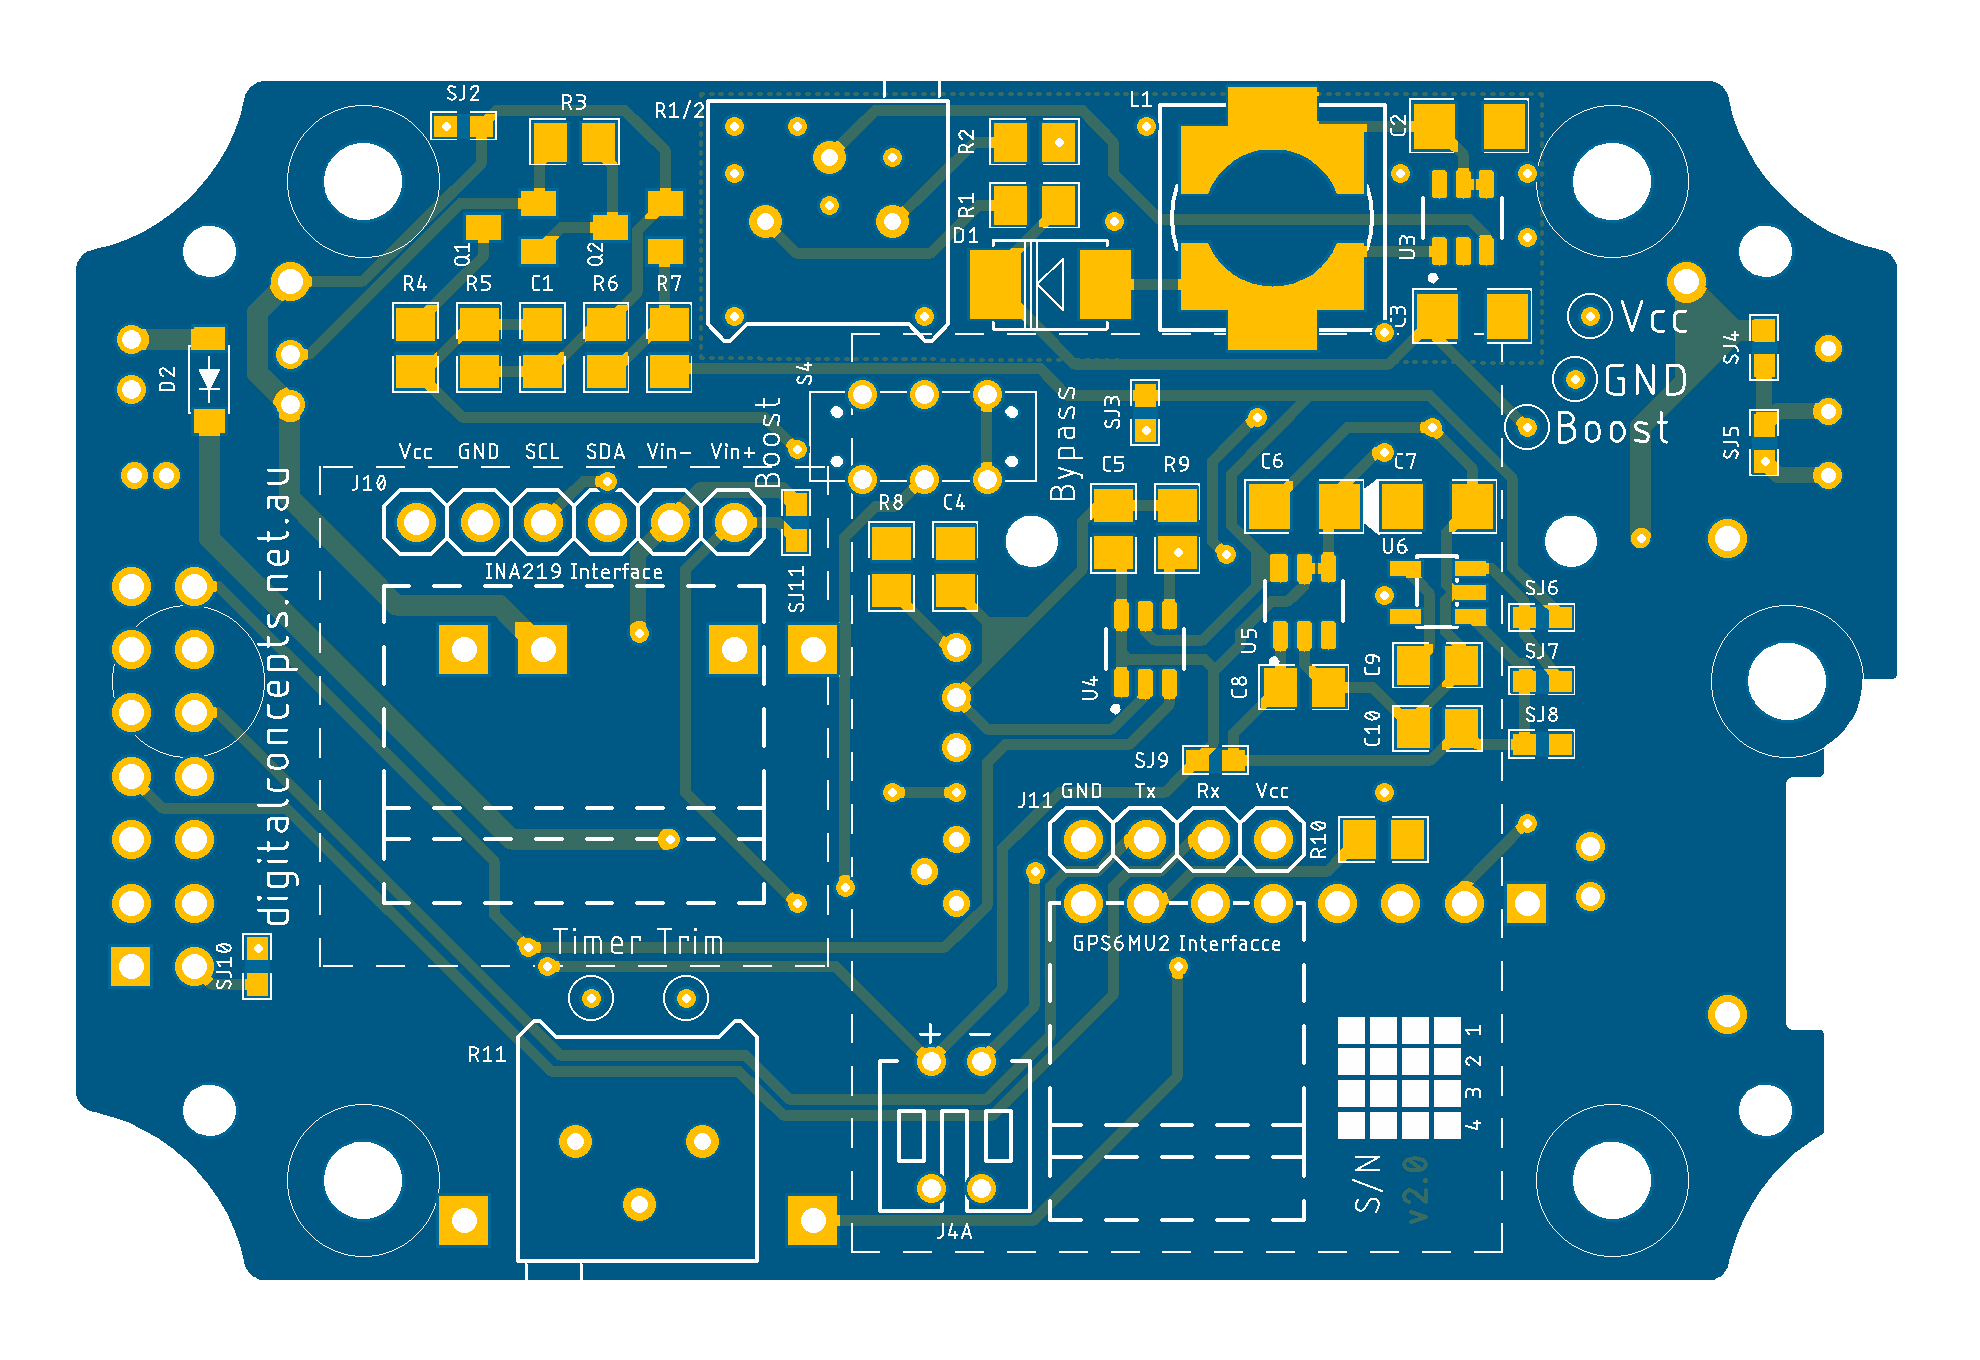 SJ2
R3
R1/2
L1
C2
R2
R1
D1
Q1
Q2
U3
R4 R5 C1 R6 R7
C3
Vcc
SJ4
D2
S4
GND
Boost
Boost
Bypass
SJ3
SJ5
Vcc GND SCL SDA Vin- Vin+
J10
R8 C4
C5 R9
C6 C7
U6
INA219 Interface
SJ11
digitalconcepts.net.au
SJ6
U5
SJ7
C9
U4
C8
SJ8
C10
SJ9
J11
GND Tx Rx Vcc
R10
Timer Trim
GPS6MU2 Interfacce
SJ10
R11
+ -
1
2
3
4
S/N
v2.0
J4A